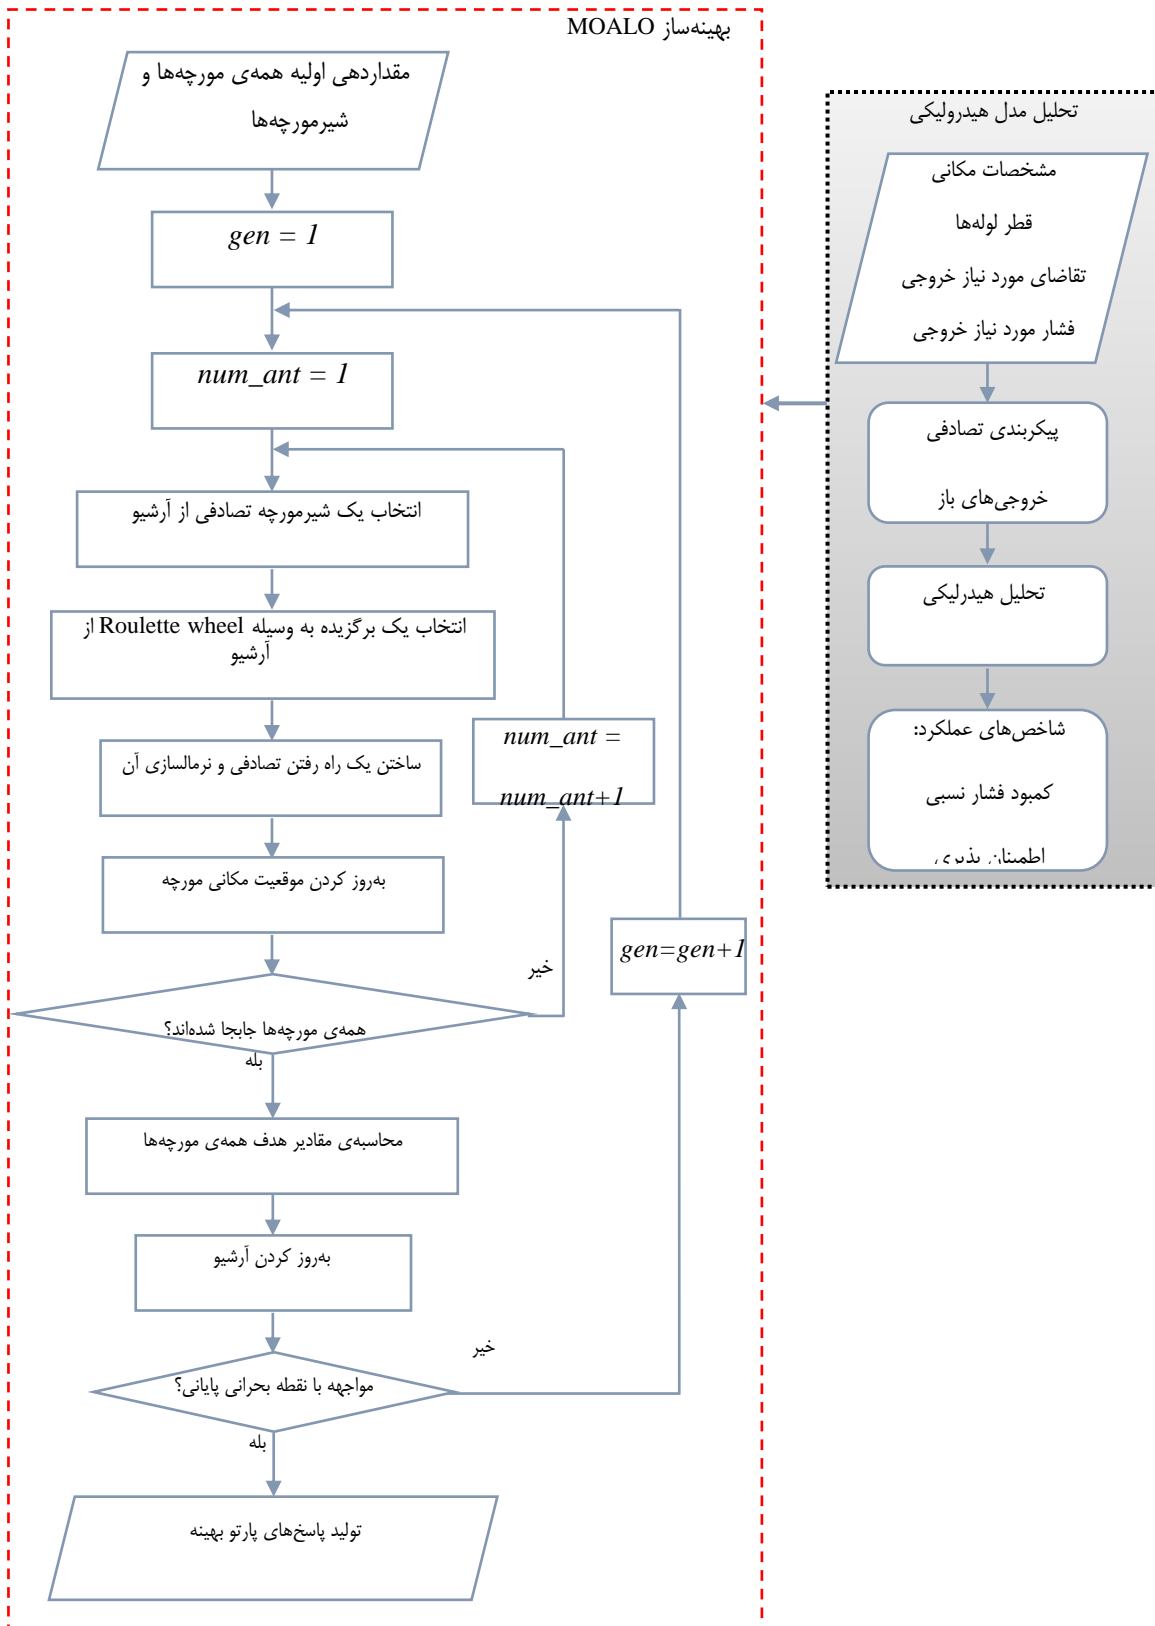 بهینه‌ساز MOALO
مقداردهی اولیه همه‌ی مورچه‌ها و
شیرمورچه‌ها
gen = 1
num_ant = 1
انتخاب یک شیرمورچه تصادفی از آرشیو
انتخاب یک برگزیده به وسیله Roulette wheel از
آرشیو
ساختن یک راه رفتن تصادفی و نرمالسازی آن
به‌روز کردن موقعیت مکانی مورچه
همه‌ی مورچه‌ها جابجا شده‌اند؟
خیر
num_ant =
num_ant+1
بله
محاسبه‌ی مقادیر هدف همه‌ی مورچه‌ها
به‌روز کردن آرشیو
مواجهه با نقطه بحرانی پایانی؟
خیر
gen=gen+1
بله
تولید پاسخ‌های پارتو بهینه
تحلیل مدل هیدرولیکی
مشخصات مکانی
قطر لوله‌ها
تقاضای مورد نیاز خروجی
فشار مورد نیاز خروجی
پیکربندی تصادفی
خروجی‌های باز
تحلیل هیدرلیکی
شاخص‌های عملکرد:
کمبود فشار نسبی
اطمینان پذیری